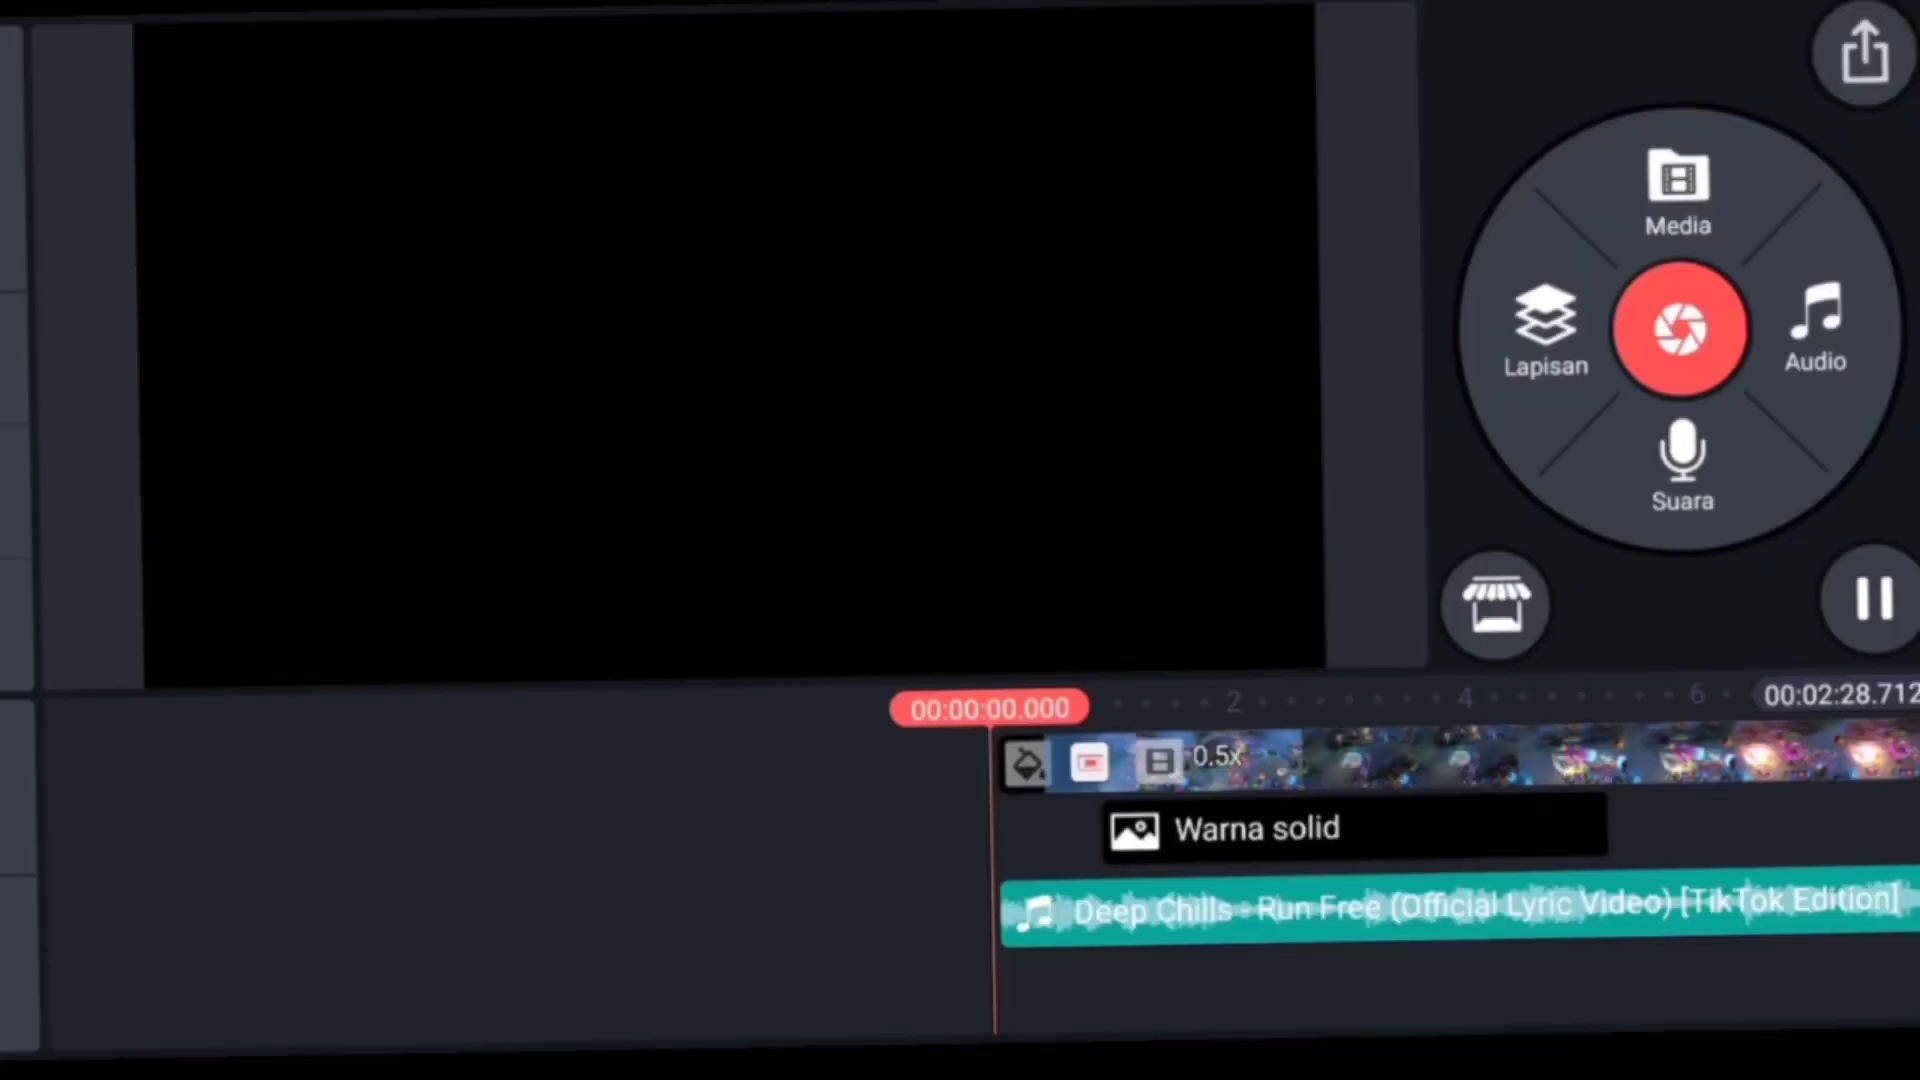 Media
Lapisan
Audio
Suara
00:00:00.000
2
4
6
00:02:28.712
0.5x
Warna solid
Deep Chills - Run Free (Official Lyric Video) [TikTok Edition]